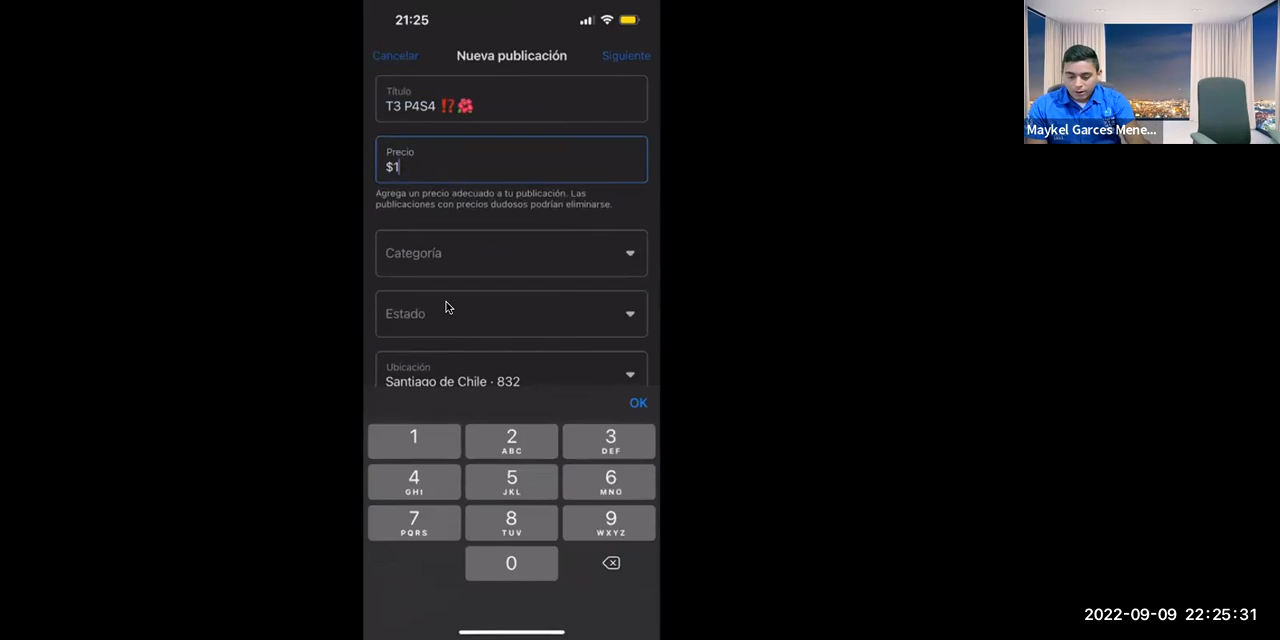 21:25
Cancelar
Nueva publicación
Siguiente
Título
T3 P4S4 ⁉️🌺
Precio
$1
Agrega un precio adecuado a tu publicación. Las
publicaciones con precios dudosos podrían eliminarse.
Categoría
Estado
Ubicación
Santiago de Chile · 832
OK
1
2
ABC
3
DEF
4
GHI
5
JKL
6
MNO
7
PQRS
8
TUV
9
WXYZ
0
Maykel Garces Mene...
2022-09-09 22:25:31